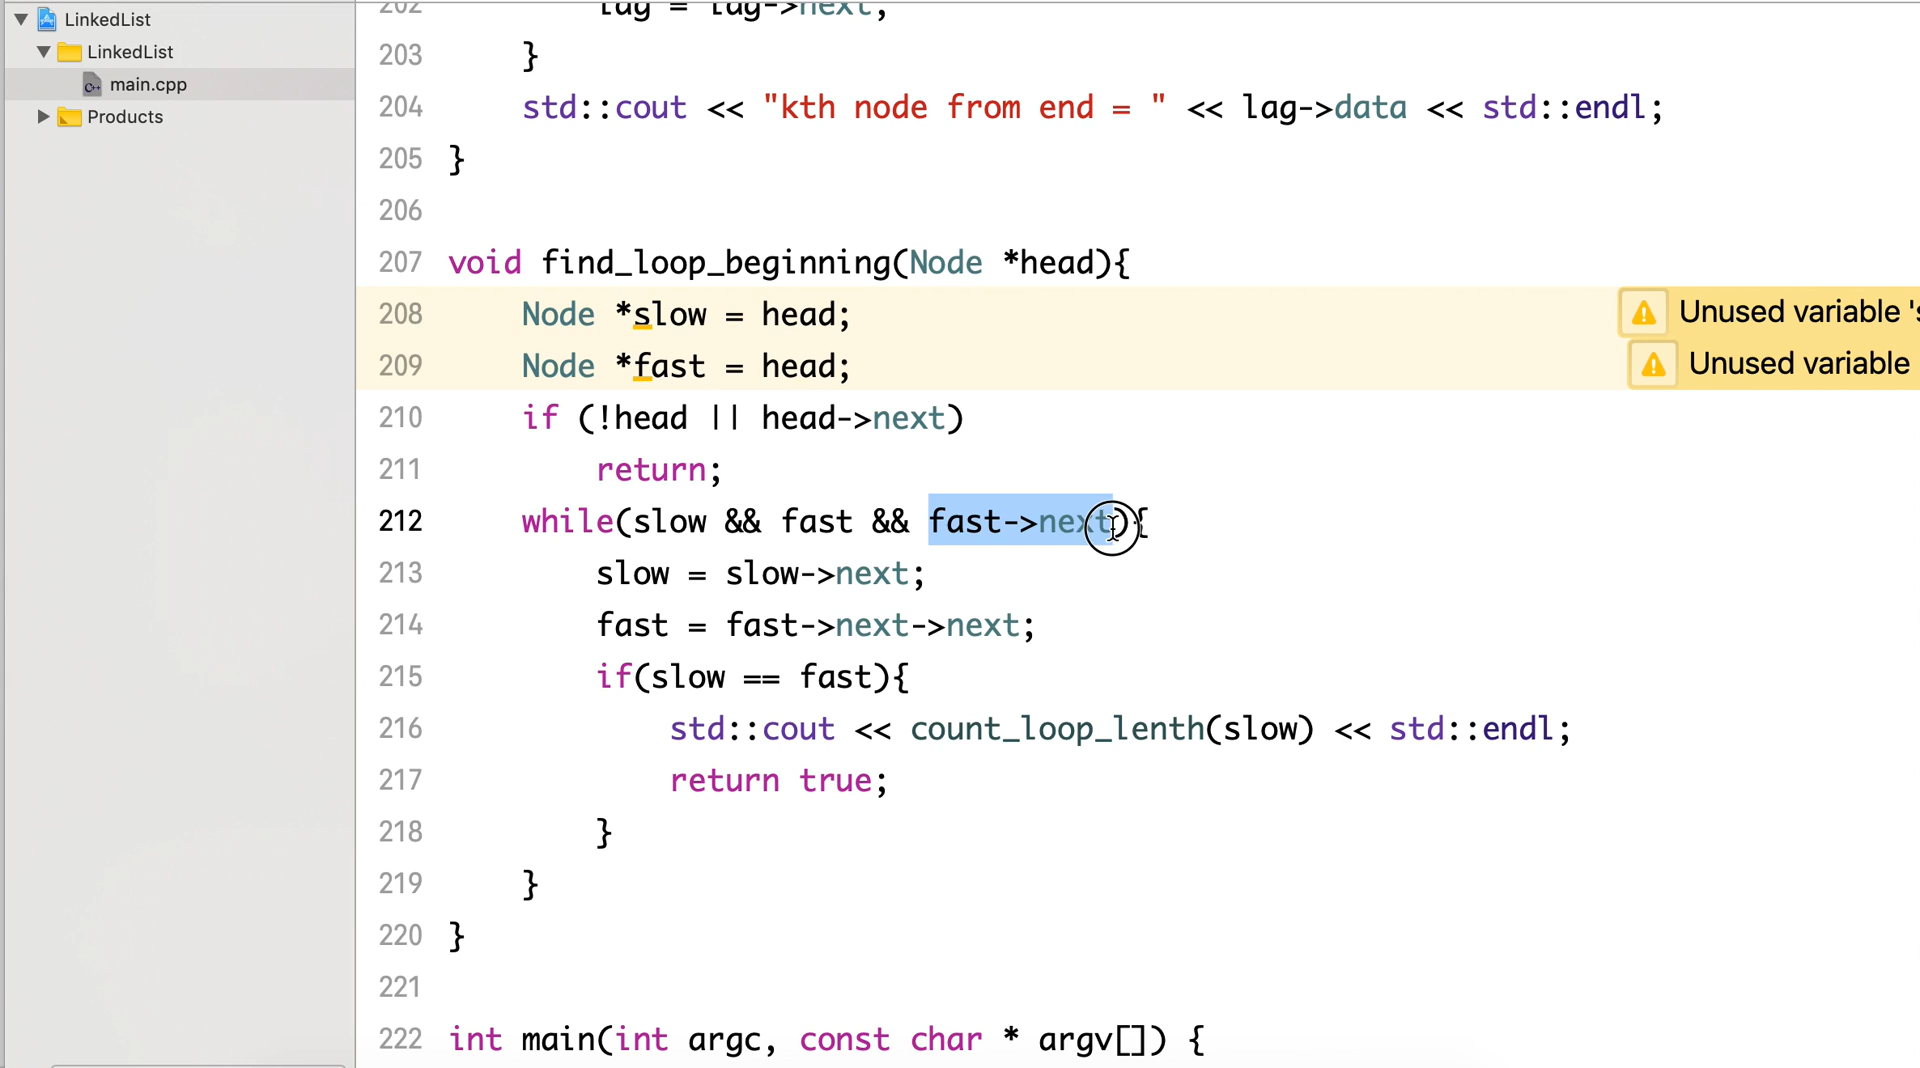 LinkedList
LinkedList
main.cpp
Products
202 lag = lag->next;
203 }
204 std::cout << "kth node from end = " << lag->data << std::endl;
205 }
206
207 void find_loop_beginning(Node *head){
208 Node *slow = head; Unused variable 's
209 Node *fast = head; Unused variable
210 if (!head || head->next)
211 return;
212 while(slow && fast && fast->next){
213 slow = slow->next;
214 fast = fast->next->next;
215 if(slow == fast){
216 std::cout << count_loop_lenth(slow) << std::endl;
217 return true;
218 }
219 }
220 }
221
222 int main(int argc, const char * argv[]) {